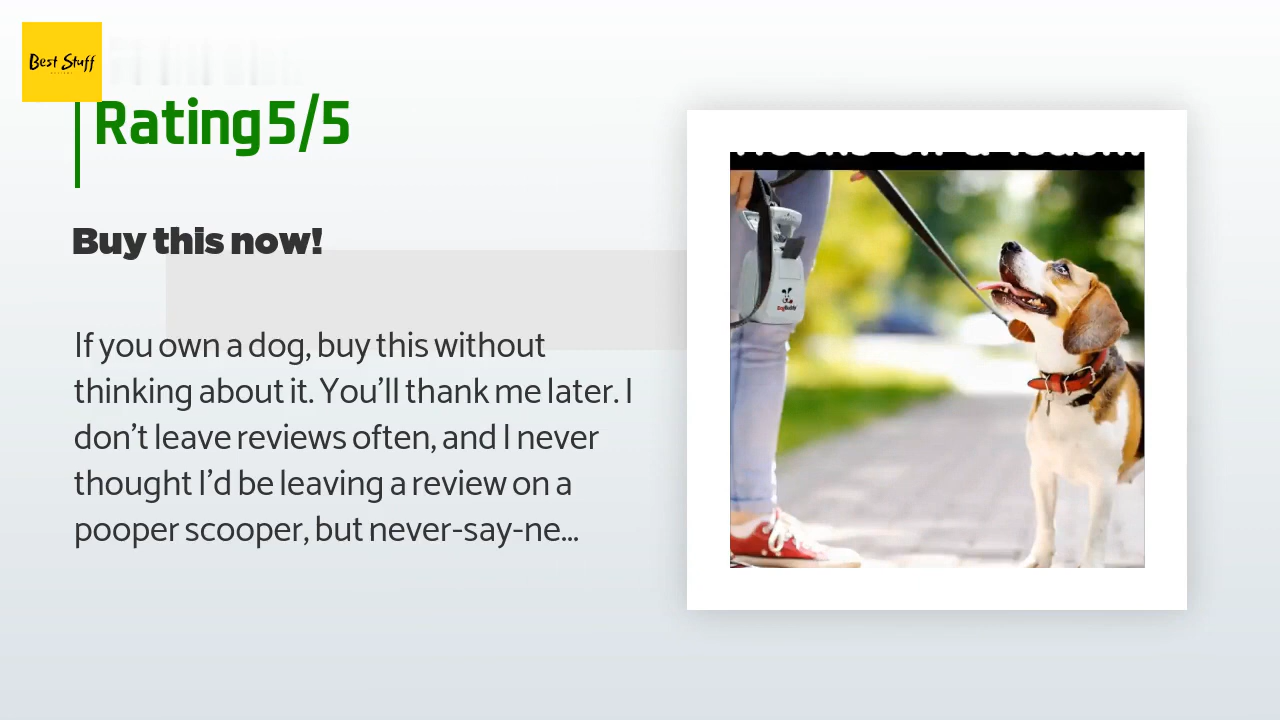 Best Stuff
Rating 5/5
Buy this now!
If you own a dog, buy this without
thinking about it. You'll thank me later. I
don't leave reviews often, and I never
thought I'd be leaving a review on a
pooper scooper, but never-say-ne...
DogBuddy